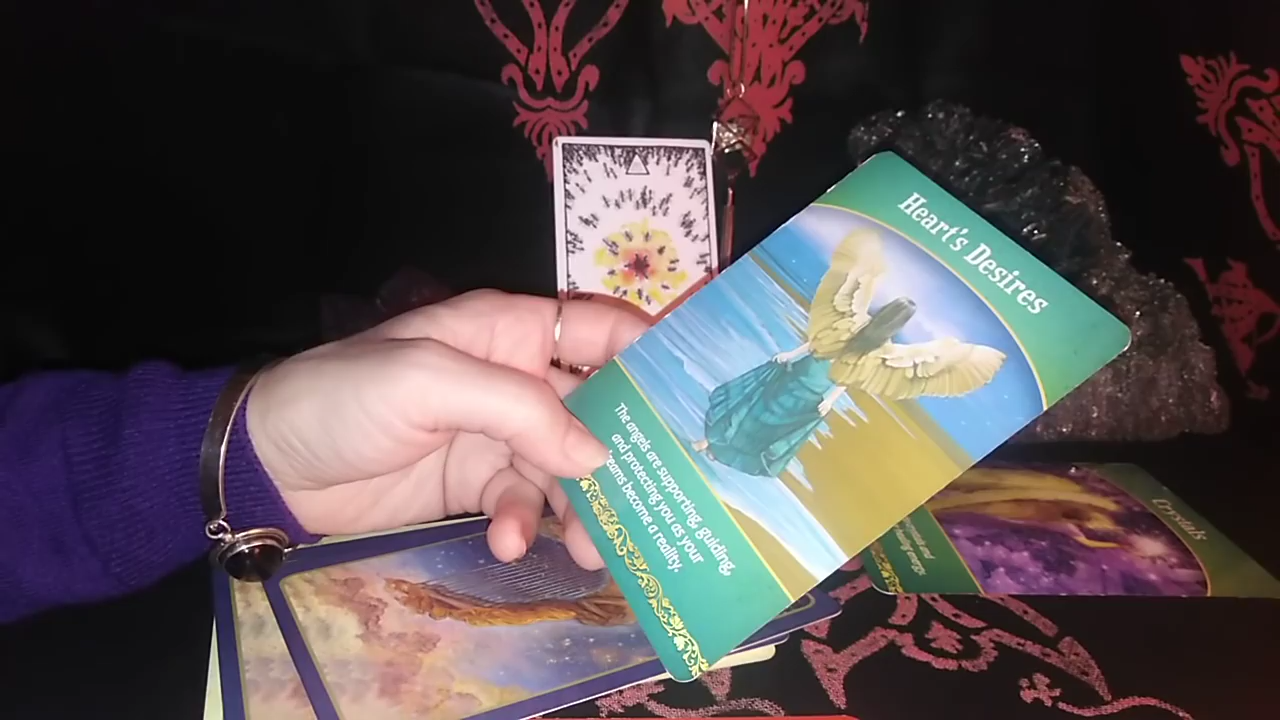 Heart's Desires
The angels are supporting, guiding,
and protecting you as your
dreams become a reality.
Crystals